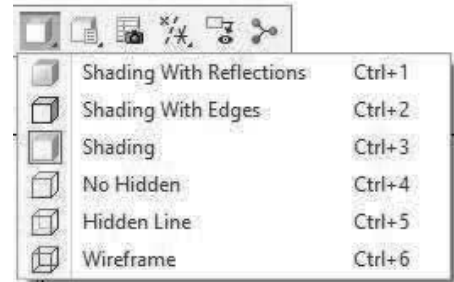 Shading With Reflections Ctrl+1
Shading With Edges Ctrl+2
Shading Ctrl+3
No Hidden Ctrl+4
Hidden Line Ctrl+5
Wireframe Ctrl+6